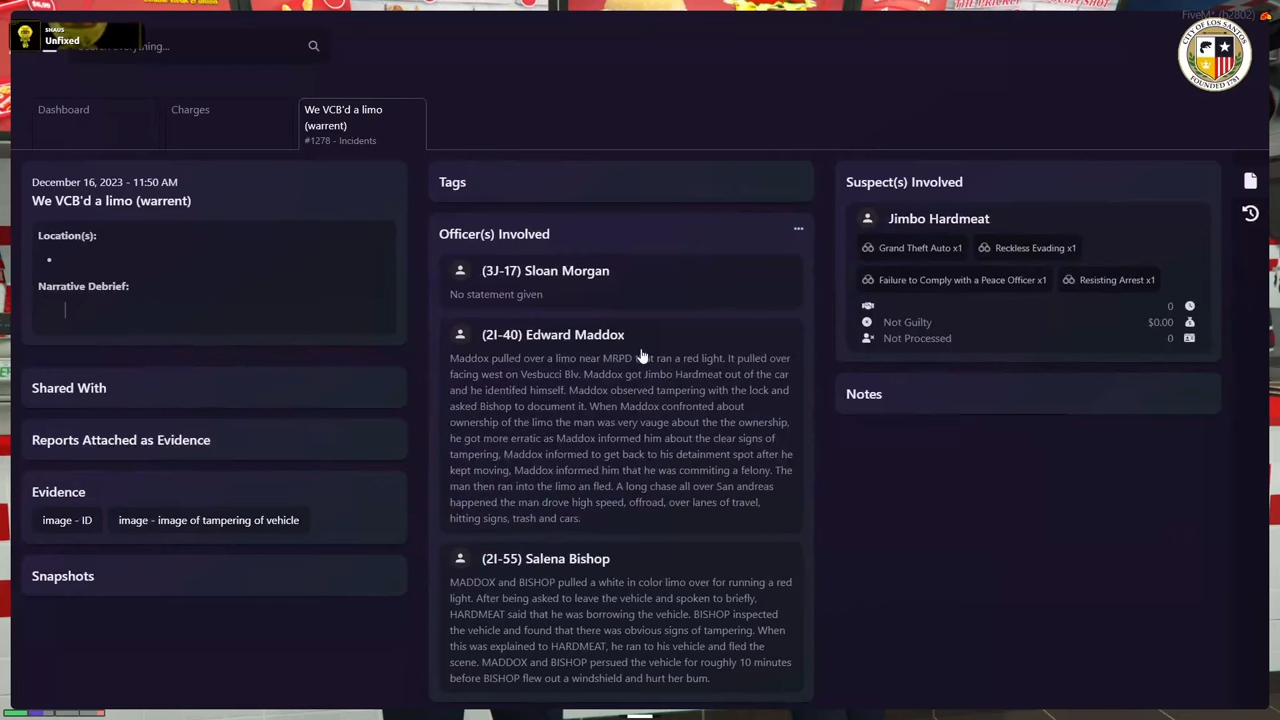 FiveM® (b2802)
SHAUS
Unfixed
everything...
CITY OF LOS SANTOS
FOUNDED 1781
Dashboard
Charges
We VCB'd a limo
(warrent)
#1278 - Incidents
December 16, 2023 - 11:50 AM
We VCB'd a limo (warrent)
Location(s):
•
Narrative Debrief:
Shared With
Reports Attached as Evidence
Evidence
image - ID
image - image of tampering of vehicle
Snapshots
Tags
Officer(s) Involved
(3J-17) Sloan Morgan
No statement given
(2I-40) Edward Maddox
Maddox pulled over a limo near MRPD ran a red light. It pulled over
facing west on Vesbucci Blv. Maddox got Jimbo Hardmeat out of the car
and he identifed himself. Maddox observed tampering with the lock and
asked Bishop to document it. When Maddox confronted about
ownership of the limo the man was very vauge about the the ownership,
he got more erratic as Maddox informed him about the clear signs of
tampering, Maddox informed to get back to his detainment spot after he
kept moving, Maddox informed him that he was commiting a felony. The
man then ran into the limo an fled. A long chase all over San andreas
happened the man drove high speed, offroad, over lanes of travel,
hitting signs, trash and cars.
(2I-55) Salena Bishop
MADDOX and BISHOP pulled a white in color limo over for running a red
light. After being asked to leave the vehicle and spoken to briefly,
HARDMEAT said that he was borrowing the vehicle. BISHOP inspected
the vehicle and found that there was obvious signs of tampering. When
this was explained to HARDMEAT, he ran to his vehicle and fled the
scene. MADDOX and BISHOP persued the vehicle for roughly 10 minutes
before BISHOP flew out a windshield and hurt her bum.
Suspect(s) Involved
Jimbo Hardmeat
Grand Theft Auto x1
Reckless Evading x1
Failure to Comply with a Peace Officer x1
Resisting Arrest x1
0
Not Guilty
$0.00
Not Processed
0
Notes